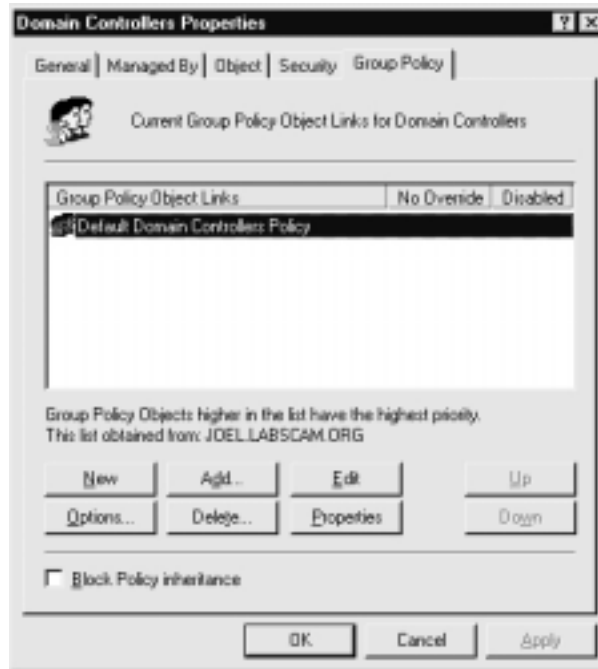 Domain Controllers Properties
General Managed By Object Security Group Policy
Current Group Policy Object Links for Domain Controllers
Group Policy Object Links No Override Disabled
Default Domain Controllers Policy
Group Policy Objects higher in the list have the highest priority.
This list obtained from: JOEL.LABSCAM.ORG
New Add... Edit Up
Options... Delete... Properties Down
Block Policy inheritance
OK Cancel Apply